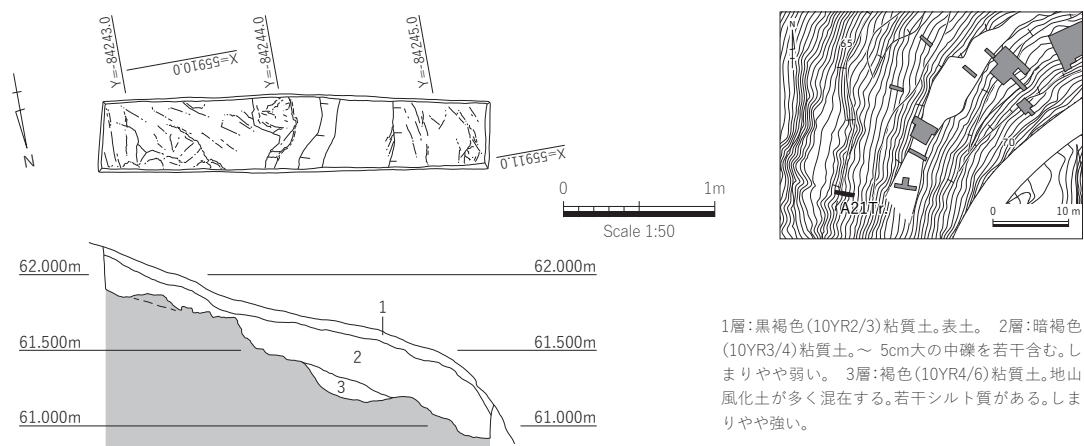 Y=-84243.0
X=55910.0
Y=-84244.0
Y=-84245.0
N
X=55911.0
0 1m
Scale 1:50
N
65
70
A21Tr.
0 10 m
62.000m 62.000m
1
61.500m 61.500m
2
3
61.000m 61.000m
1層：黒褐色(10YR2/3)粘質土。表土。 2層：暗褐色
(10YR3/4)粘質土。～ 5cm大の中礫を若干含む。し
まりやや弱い。 3層：褐色(10YR4/6)粘質土。地山
風化土が多く混在する。若干シルト質がある。しま
りやや強い。